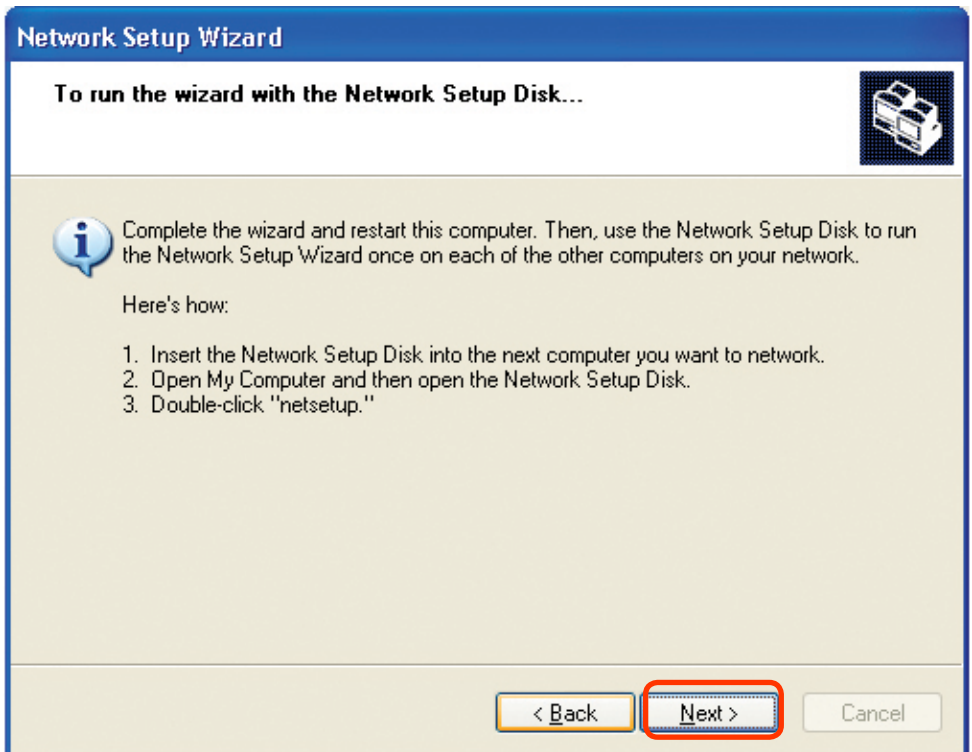 Network Setup Wizard
To run the wizard with the Network Setup Disk...
Complete the wizard and restart this computer. Then, use the Network Setup Disk to run
the Network Setup Wizard once on each of the other computers on your network.
Here's how:
1. Insert the Network Setup Disk into the next computer you want to network.
2. Open My Computer and then open the Network Setup Disk.
3. Double-click "netsetup."
< Back
Next >
Cancel